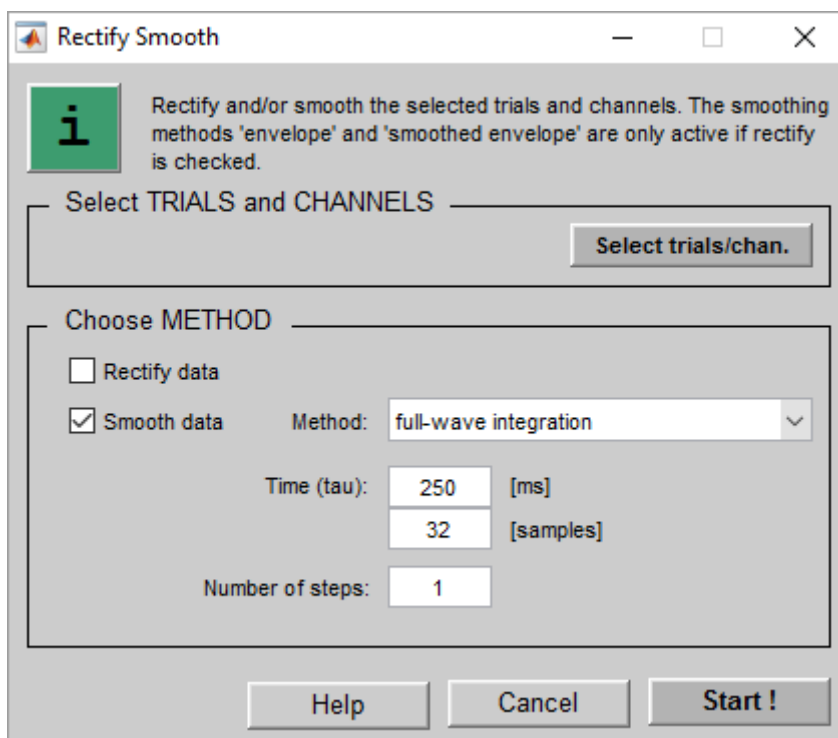 Rectify Smooth
i
Rectify and/or smooth the selected trials and channels. The smoothing
methods 'envelope' and 'smoothed envelope' are only active if rectify
is checked.
Select TRIALS and CHANNELS
Select trials/chan.
Choose METHOD
Rectify data
Smooth data Method: full-wave integration
Time (tau): 250 [ms]
32 [samples]
Number of steps: 1
Help Cancel Start !